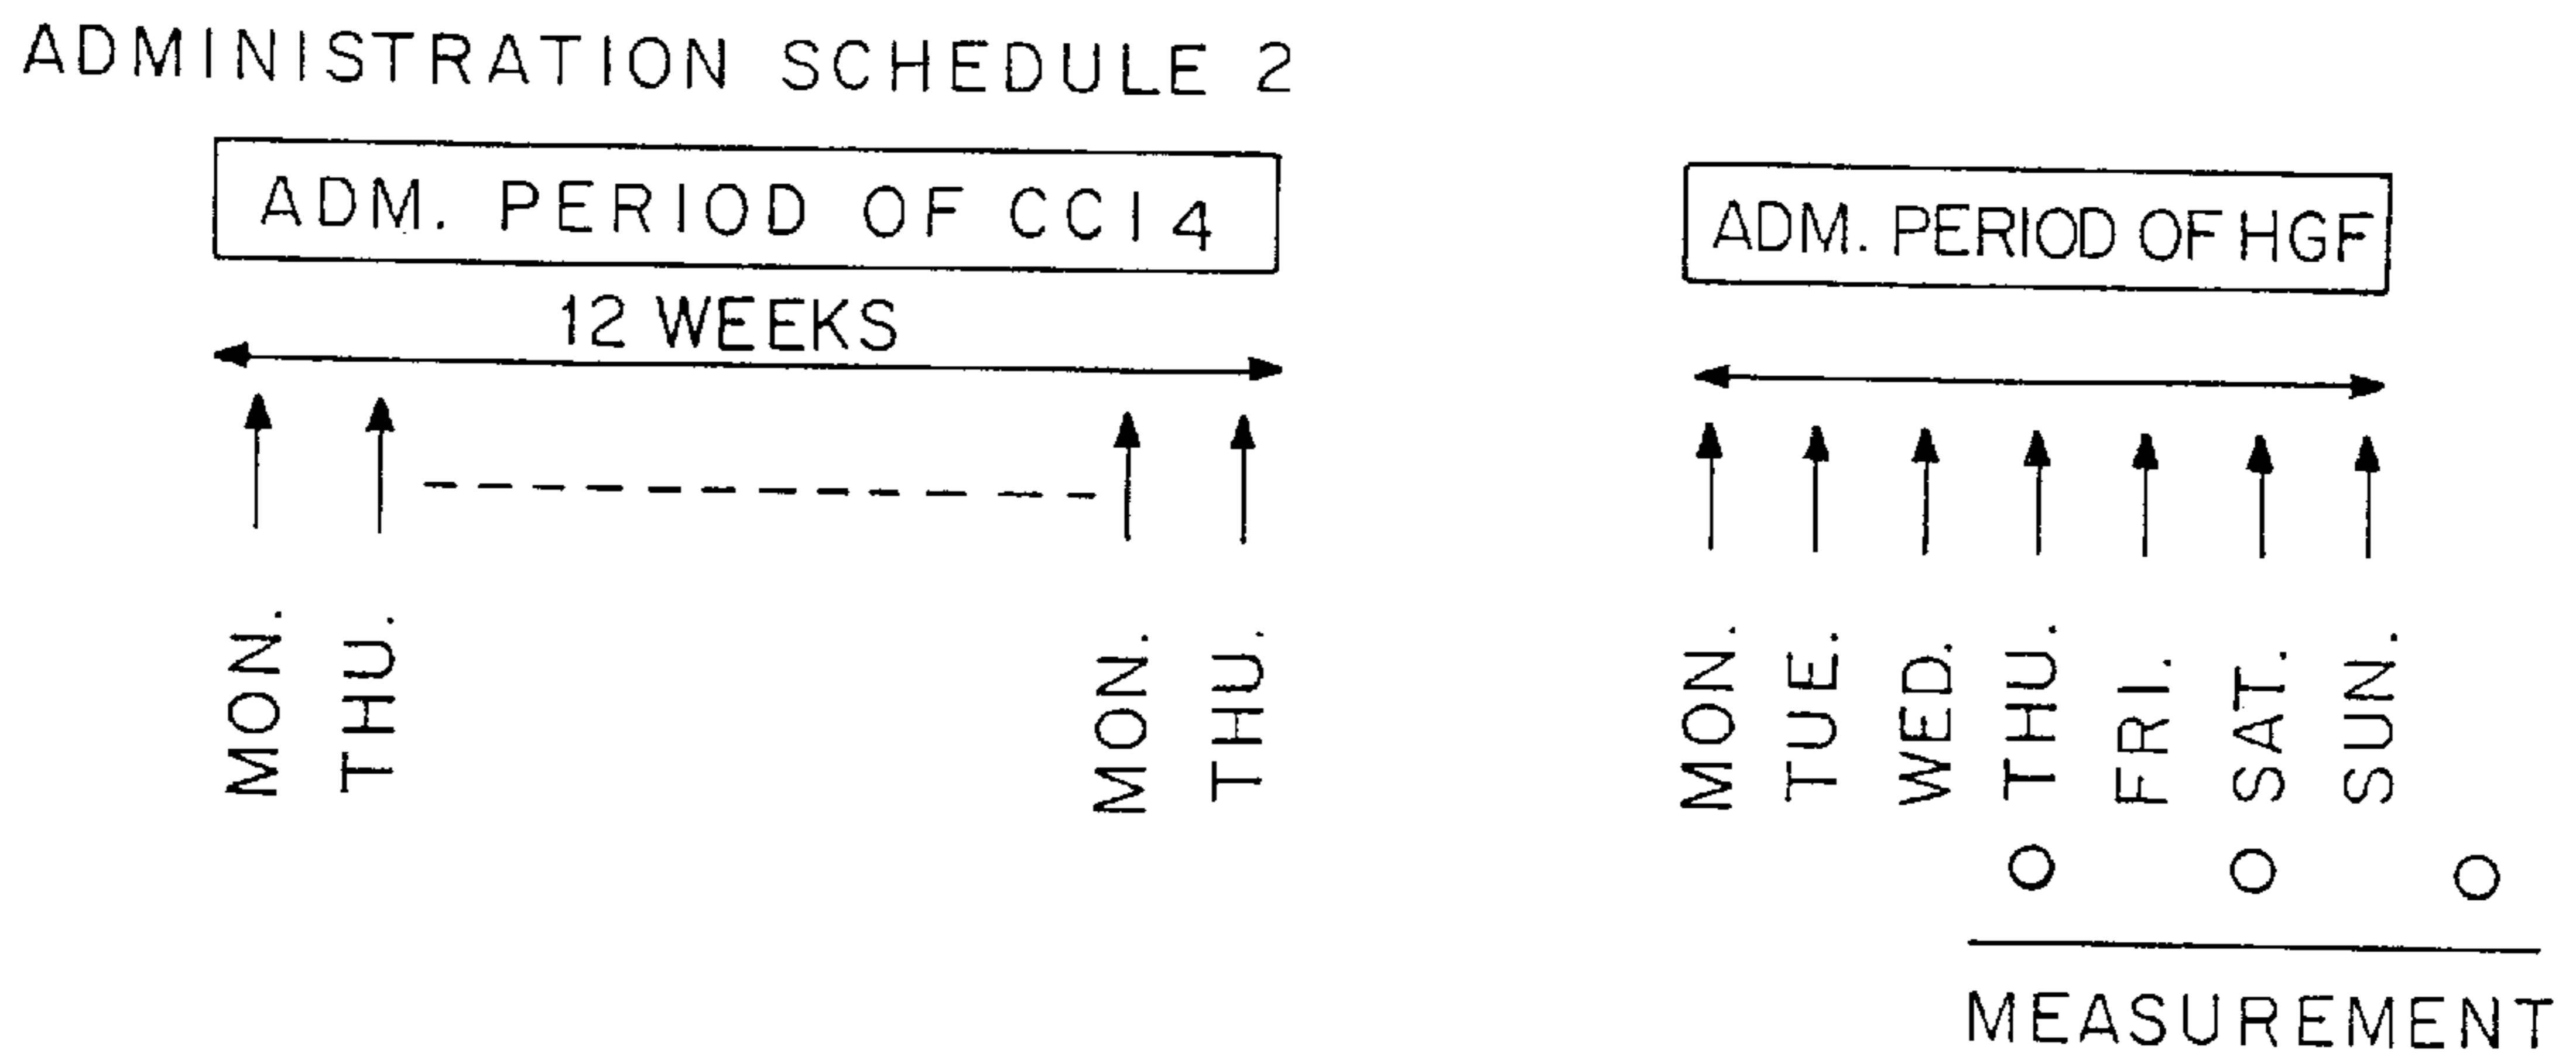 ADMINISTRATION SCHEDULE 2
ADM. PERIOD OF CCl4
ADM. PERIOD OF HGF
12 WEEKS
MON.
THU.
MON.
THU.
MON.
TUE.
WED.
THU.
FRI.
SAT.
SUN.
MEASUREMENT